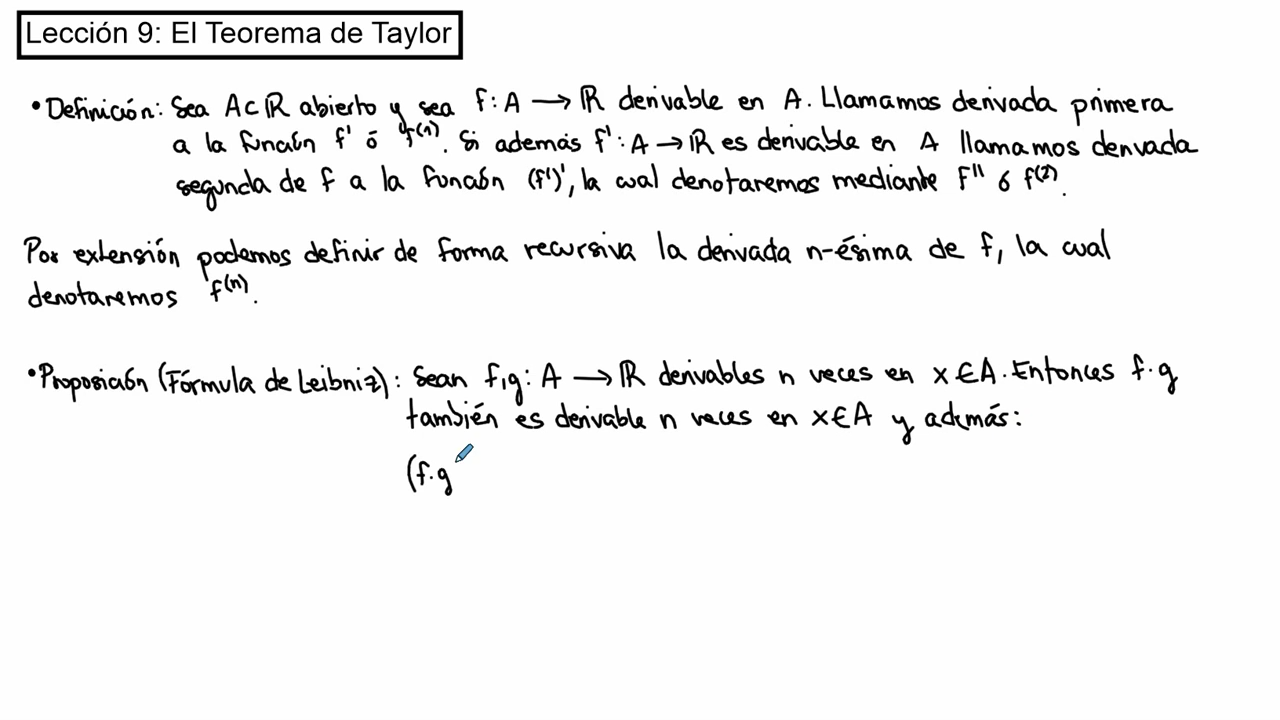 Lección 9: El Teorema de Taylor
• Definición: Sea A⊂ℝ abierto y sea f: A → ℝ derivable en A. Llamamos derivada primera
a la función f' ó f⁽¹⁾. Si además f': A → ℝ es derivable en A llamamos derivada
segunda de f a la función (f')', la cual denotaremos mediante f'' ó f⁽²⁾.
Por extensión podemos definir de forma recursiva la derivada n-ésima de f, la cual
denotaremos f⁽ⁿ⁾.
• Proposición (Fórmula de Leibniz): Sean f,g: A → ℝ derivables n veces en x∈A. Entonces f·g
también es derivable n veces en x∈A y además:
(f·g